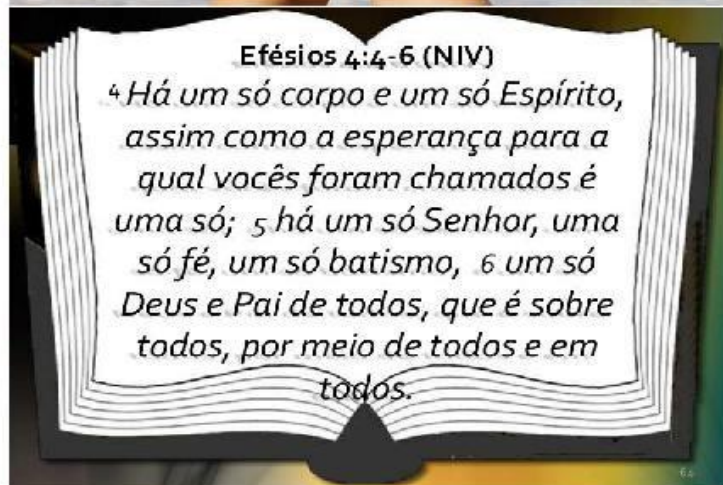 Efésios 4:4-6 (NIV)
4 Há um só corpo e um só Espírito,
assim como a esperança para a
qual vocês foram chamados é
uma só; 5 há um só Senhor, uma
só fé, um só batismo, 6 um só
Deus e Pai de todos, que é sobre
todos, por meio de todos e em
todos.
64